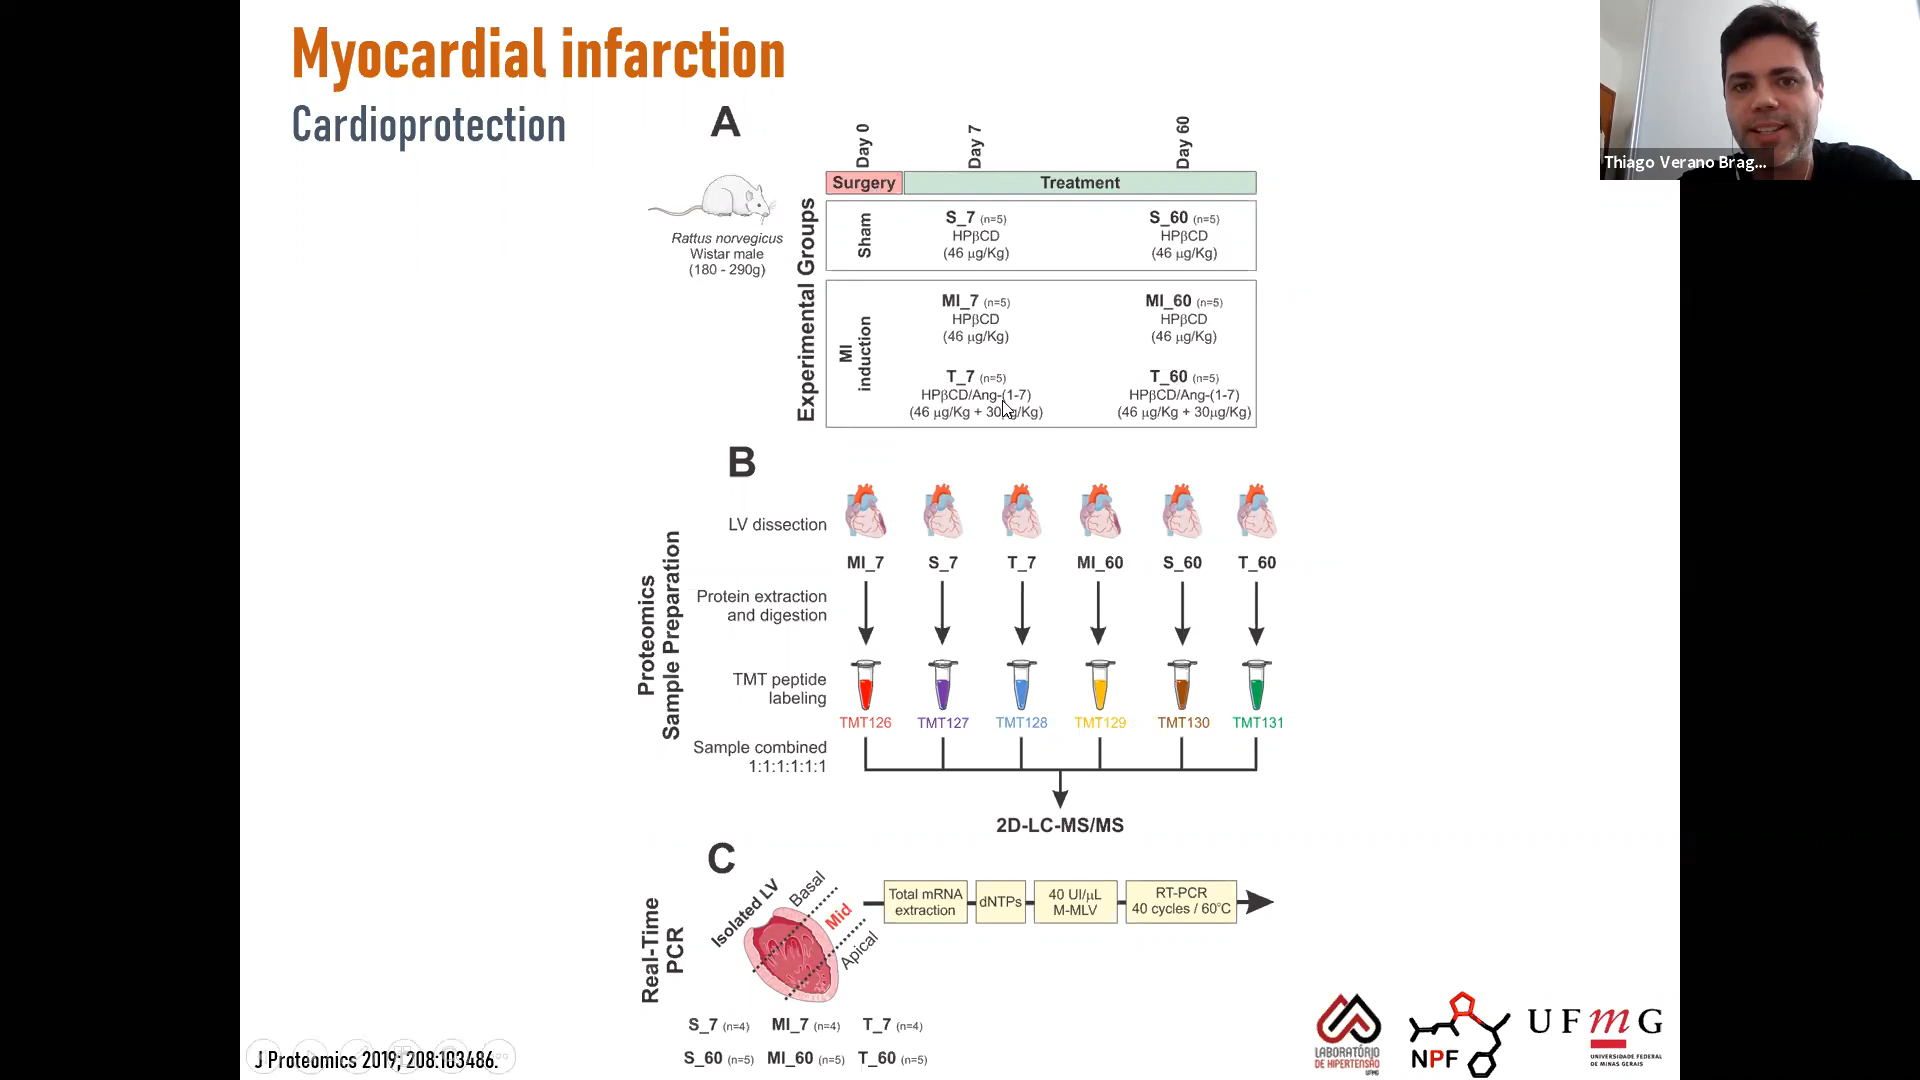 Myocardial infarction
Cardioprotection
Thiago Verano Brag...
A
Day 0
Day 7
Day 60
Surgery
Treatment
Rattus norvegicus
Wistar male
(180 - 290g)
Experimental Groups
Sham
S_7 (n=5)
HPβCD
(46 µg/Kg)
S_60 (n=5)
HPβCD
(46 µg/Kg)
MI
induction
MI_7 (n=5)
HPβCD
(46 µg/Kg)
MI_60 (n=5)
HPβCD
(46 µg/Kg)
T_7 (n=5)
HPβCD/Ang-(1-7)
(46 µg/Kg + 30µg/Kg)
T_60 (n=5)
HPβCD/Ang-(1-7)
(46 µg/Kg + 30µg/Kg)
B
Proteomics
Sample Preparation
LV dissection
MI_7 S_7 T_7 MI_60 S_60 T_60
Protein extraction
and digestion
TMT peptide
labeling
TMT126 TMT127 TMT128 TMT129 TMT130 TMT131
Sample combined
1:1:1:1:1:1
2D-LC-MS/MS
C
Real-Time
PCR
Isolated LV
Basal
Mid
Apical
Total mRNA
extraction
dNTPs
40 UI/µL
M-MLV
RT-PCR
40 cycles / 60°C
S_7 (n=4) MI_7 (n=4) T_7 (n=4)
S_60 (n=5) MI_60 (n=5) T_60 (n=5)
J Proteomics 2019; 208:103486.
LABORATÓRIO
DE HIPERTENSÃO
UFMG
NPF
UFmG
UNIVERSIDADE FEDERAL
DE MINAS GERAIS